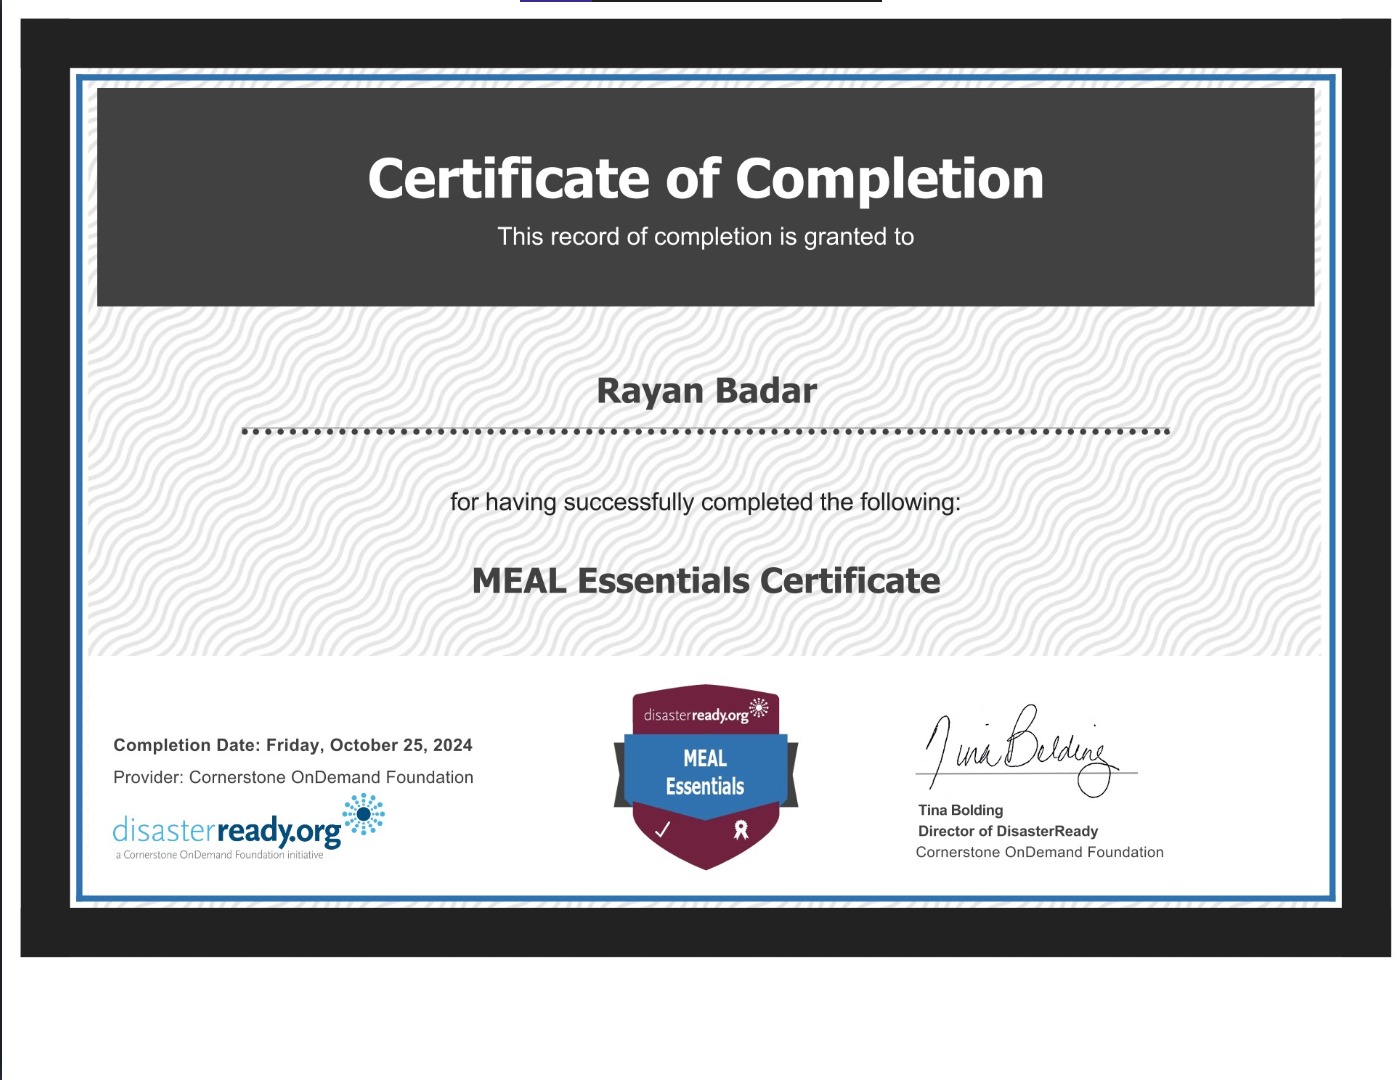 Certificate of Completion
This record of completion is granted to
Rayan Badar
for having successfully completed the following:
MEAL Essentials Certificate
Completion Date: Friday, October 25, 2024
Provider: Cornerstone OnDemand Foundation
disasterready.org
a Cornerstone OnDemand Foundation initiative
disasterready.org
MEAL
Essentials
Tina Bolding
Tina Bolding
Director of DisasterReady
Cornerstone OnDemand Foundation